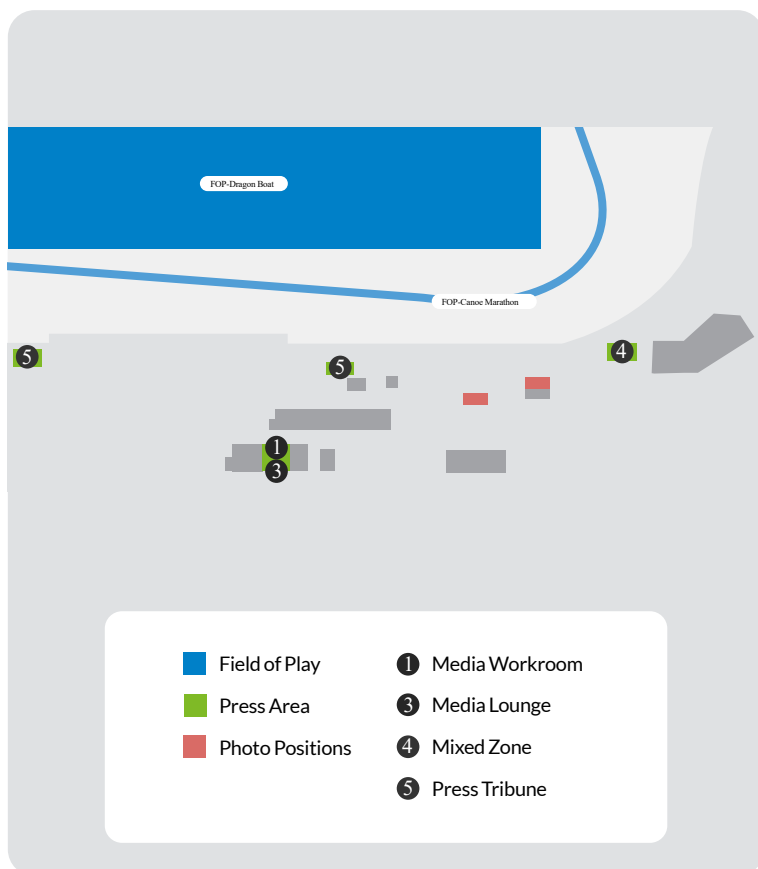 FOP-Dragon Boat
FOP-Canoe Marathon
5
5
4
1
3
Field of Play
Press Area
Photo Positions
1 Media Workroom
3 Media Lounge
4 Mixed Zone
5 Press Tribune